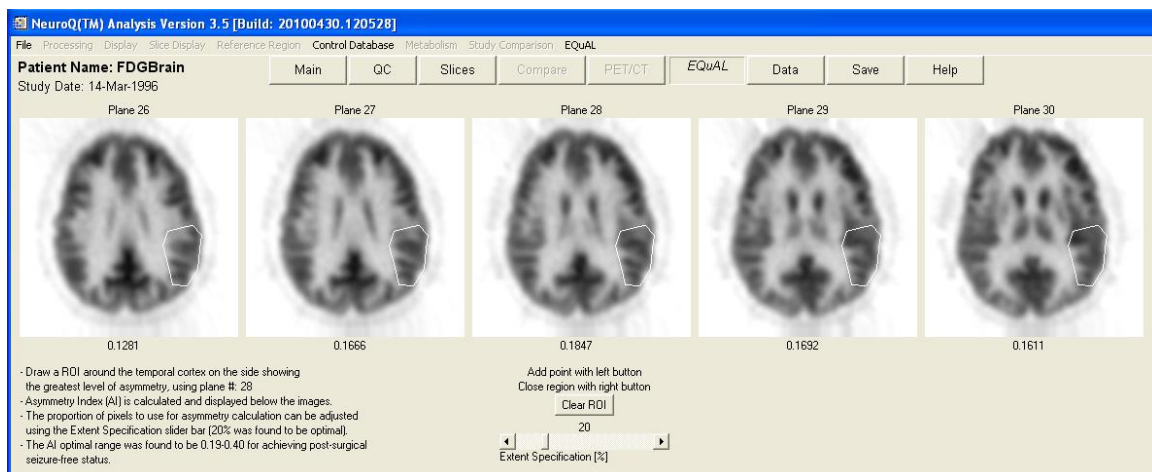 NeuroQ(TM) Analysis Version 3.5 [Build: 20100430.120528]
File Processing Display Slice Display Reference Region Control Database Metabolism Study Comparison EQuAL
Patient Name: FDGBrain
Study Date: 14-Mar-1996
Main QC Slices Compare PET/CT EQuAL Data Save Help
Plane 26 Plane 27 Plane 28 Plane 29 Plane 30
0.1281 0.1666 0.1847 0.1692 0.1611
- Draw a ROI around the temporal cortex on the side showing
the greatest level of asymmetry, using plane #: 28
- Asymmetry Index (AI) is calculated and displayed below the images.
- The proportion of pixels to use for asymmetry calculation can be adjusted
using the Extent Specification slider bar (20% was found to be optimal).
- The AI optimal range was found to be 0.19-0.40 for achieving post-surgical
seizure-free status.
Add point with left button
Close region with right button
Clear ROI
20
Extent Specification [%]